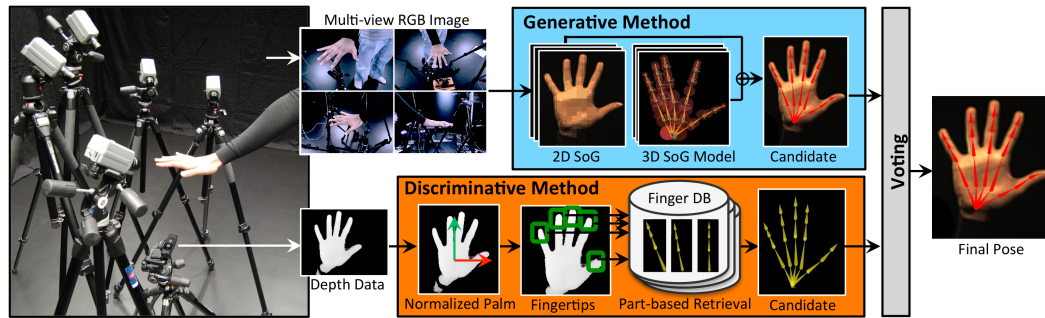 Multi-view RGB Image
Generative Method
2D SoG
3D SoG Model
Candidate
Discriminative Method
Finger DB
Depth Data
Normalized Palm
Fingertips
Part-based Retrieval
Candidate
Voting
Final Pose